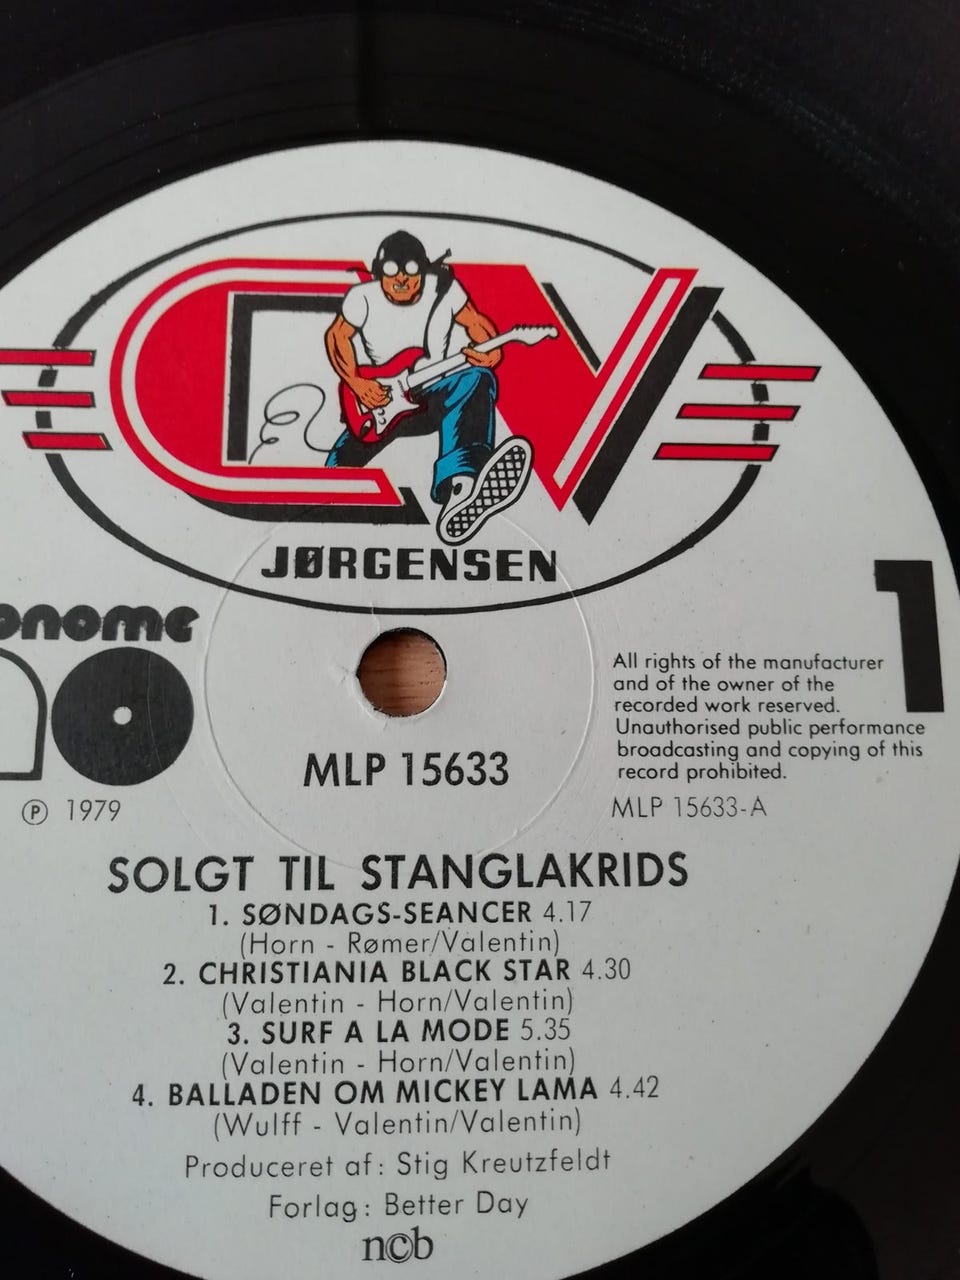 CV
JØRGENSEN
onome
1
All rights of the manufacturer
and of the owner of the
recorded work reserved.
Unauthorised public performance
broadcasting and copying of this
record prohibited.
MLP 15633
MLP 15633-A
Ⓟ 1979
SOLGT TIL STANGLAKRIDS
1. SØNDAGS-SEANCER 4.17
(Horn - Rømer/Valentin)
2. CHRISTIANIA BLACK STAR 4.30
(Valentin - Horn/Valentin)
3. SURF A LA MODE 5.35
(Valentin - Horn/Valentin)
4. BALLADEN OM MICKEY LAMA 4.42
(Wulff - Valentin/Valentin)
Produceret af: Stig Kreutzfeldt
Forlag: Better Day
ncb